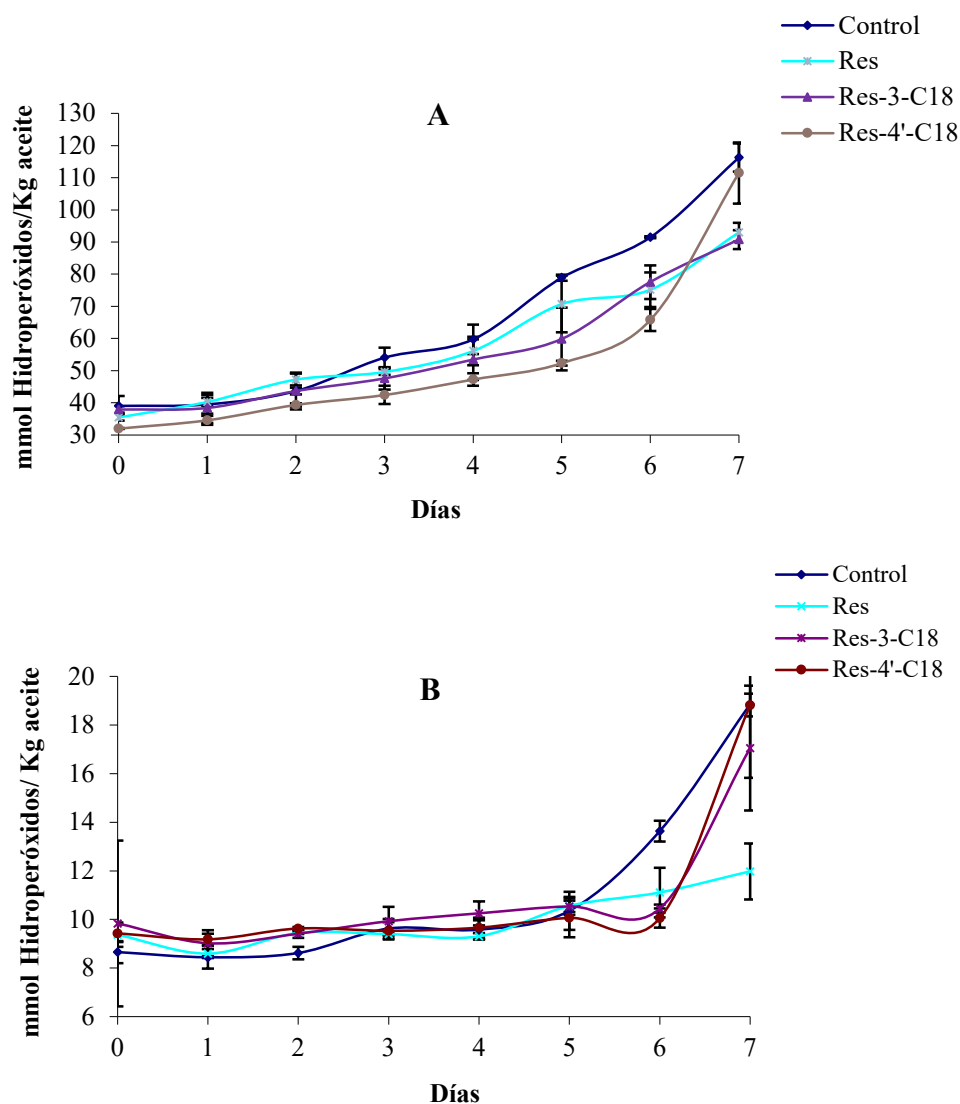 Control
Res
Res-3-C18
Res-4'-C18
A
mmol Hidroperóxidos/Kg aceite
130
120
110
100
90
80
70
60
50
40
30
0 1 2 3 4 5 6 7
Días
Control
Res
Res-3-C18
Res-4'-C18
B
mmol Hidroperóxidos/ Kg aceite
20
18
16
14
12
10
8
6
0 1 2 3 4 5 6 7
Días